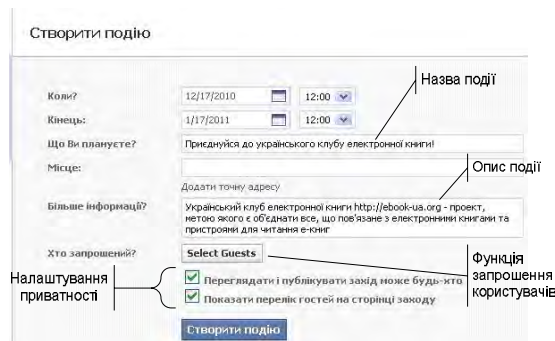 Створити подію
Назва події
Коли? 12/17/2010 12:00
Кінець: 1/17/2011 12:00
Що Ви плануєте? Приєднуйся до українського клубу електронної книги!
Місце: Опис події
Додати точну адресу
Більше інформації? Український клуб електронної книги http://ebook-ua.org - проект,
метою якого є об'єднати все, що пов'язане з електронними книгами та
пристроями для читання е-книг
Хто запрошений? Select Guests
Функція
запрошення
користувачів
Налаштування
приватності
Переглядати і публікувати захід може будь-хто
Показати перелік гостей на сторінці заходу
Створити подію